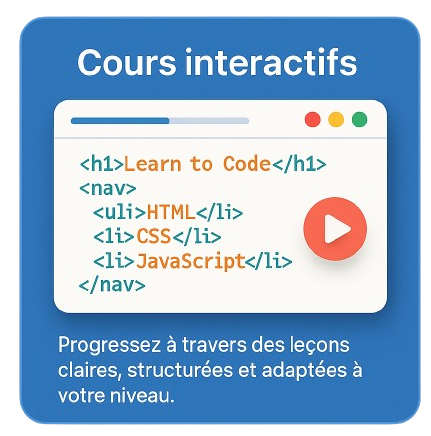 Cours interactifs
<h1>Learn to Code</h1>
<nav>
<uli>HTML</li>
<li>CSS</li>
<li>JavaScript</li>
</nav>
Progressez à travers des leçons
claires, structurées et adaptées à
votre niveau.